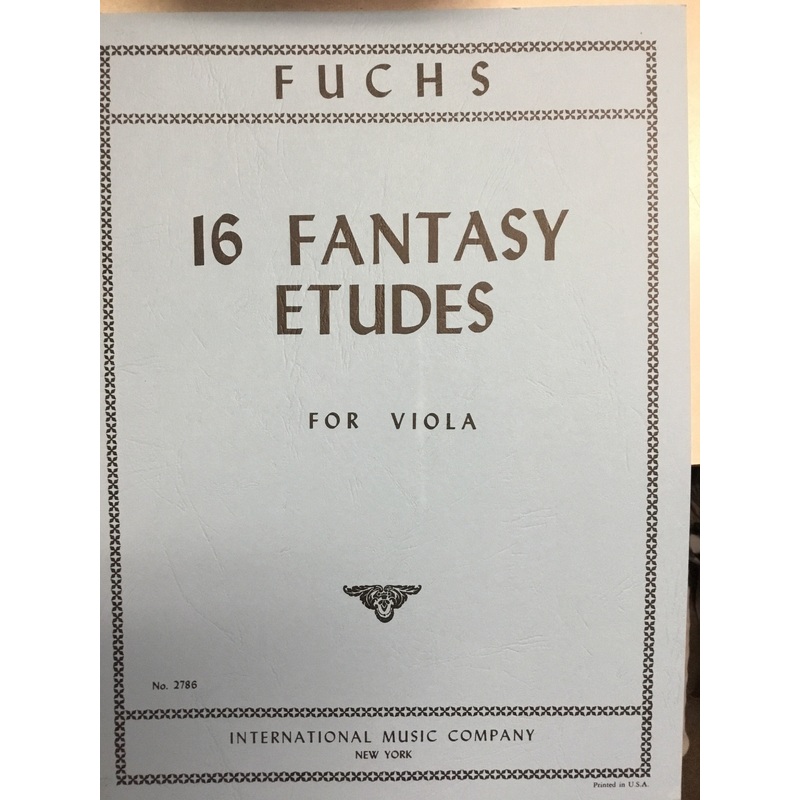 FUCHS
16 FANTASY
ETUDES
FOR VIOLA
No. 2786
INTERNATIONAL MUSIC COMPANY
NEW YORK
Printed in U.S.A.